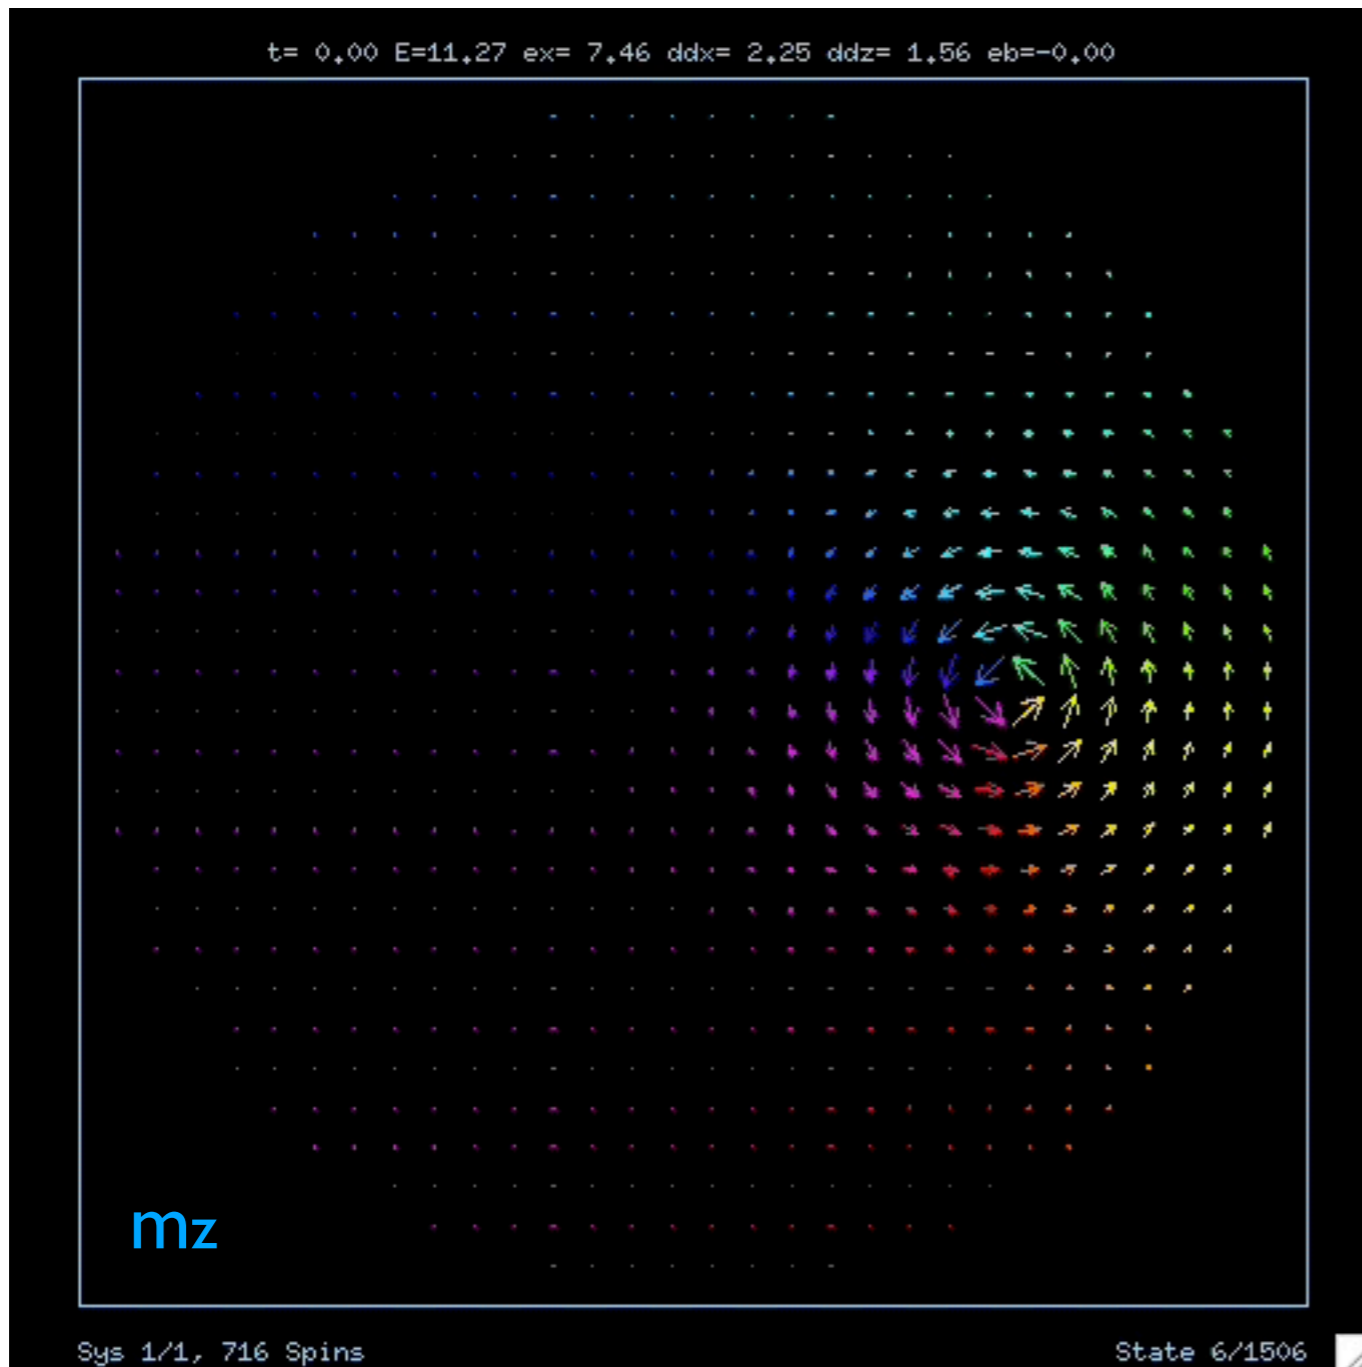 t= 0.00 E=11.27 ex= 7.46 ddx= 2.25 ddz= 1.56 eb=-0.00
mz
Sys 1/1, 716 Spins
State 6/1506